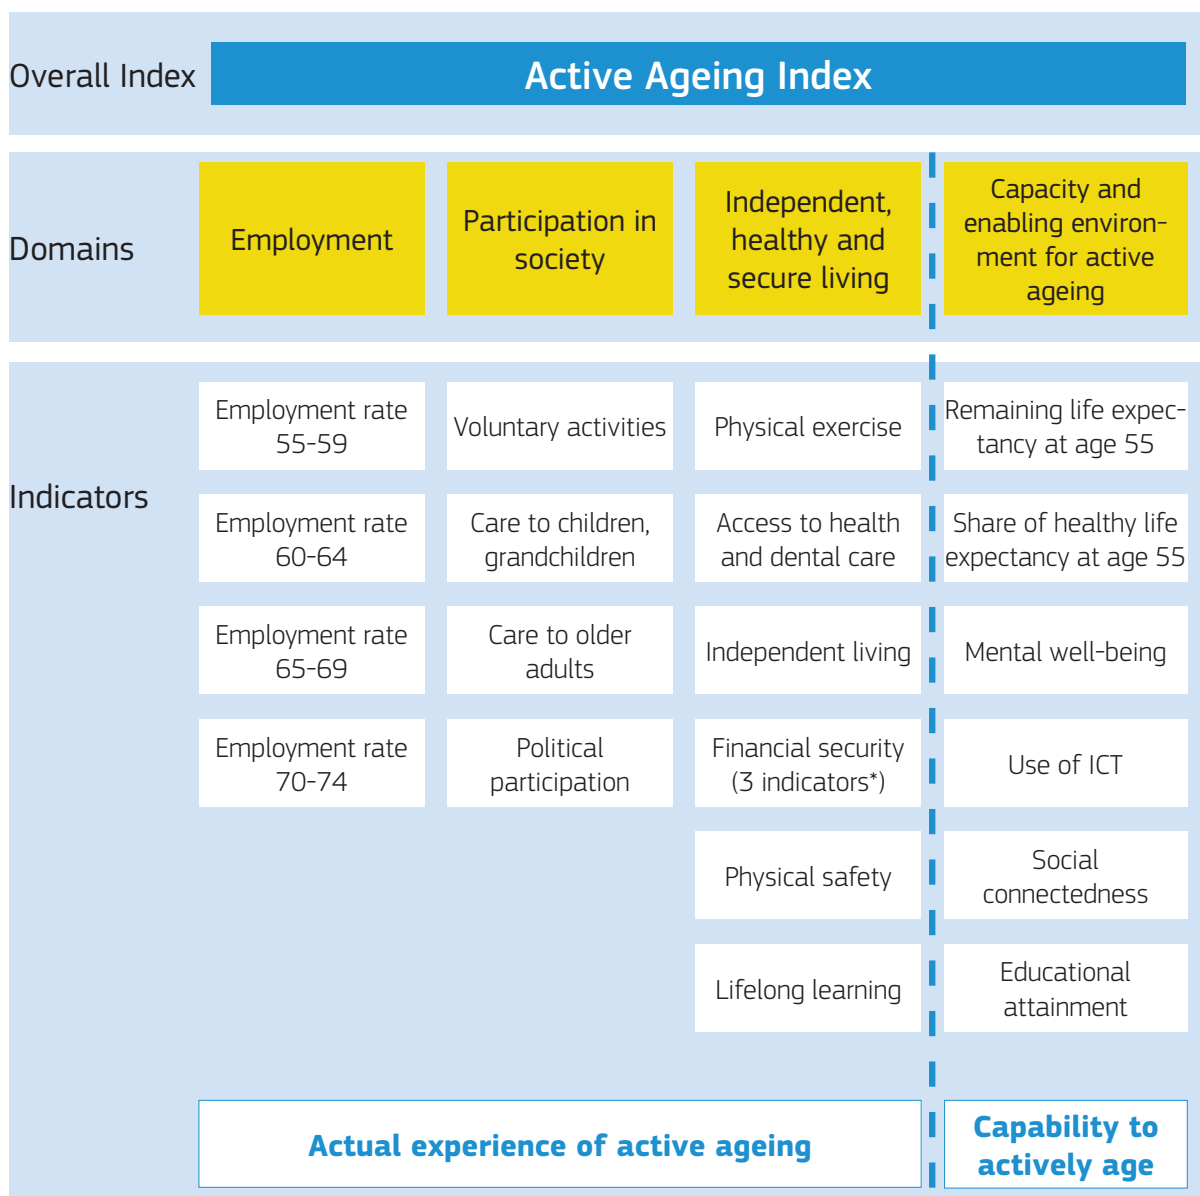 Overall Index
Active Ageing Index
Domains
Employment
Participation in
society
Independent,
healthy and
secure living
Capacity and
enabling environ-
ment for active
ageing
Indicators
Employment rate
55-59
Voluntary activities
Physical exercise
Remaining life expec-
tancy at age 55
Employment rate
60-64
Care to children,
grandchildren
Access to health
and dental care
Share of healthy life
expectancy at age 55
Employment rate
65-69
Care to older
adults
Independent living
Mental well-being
Employment rate
70-74
Political
participation
Financial security
(3 indicators*)
Use of ICT
Physical safety
Social
connectedness
Lifelong learning
Educational
attainment
Actual experience of active ageing
Capability to
actively age